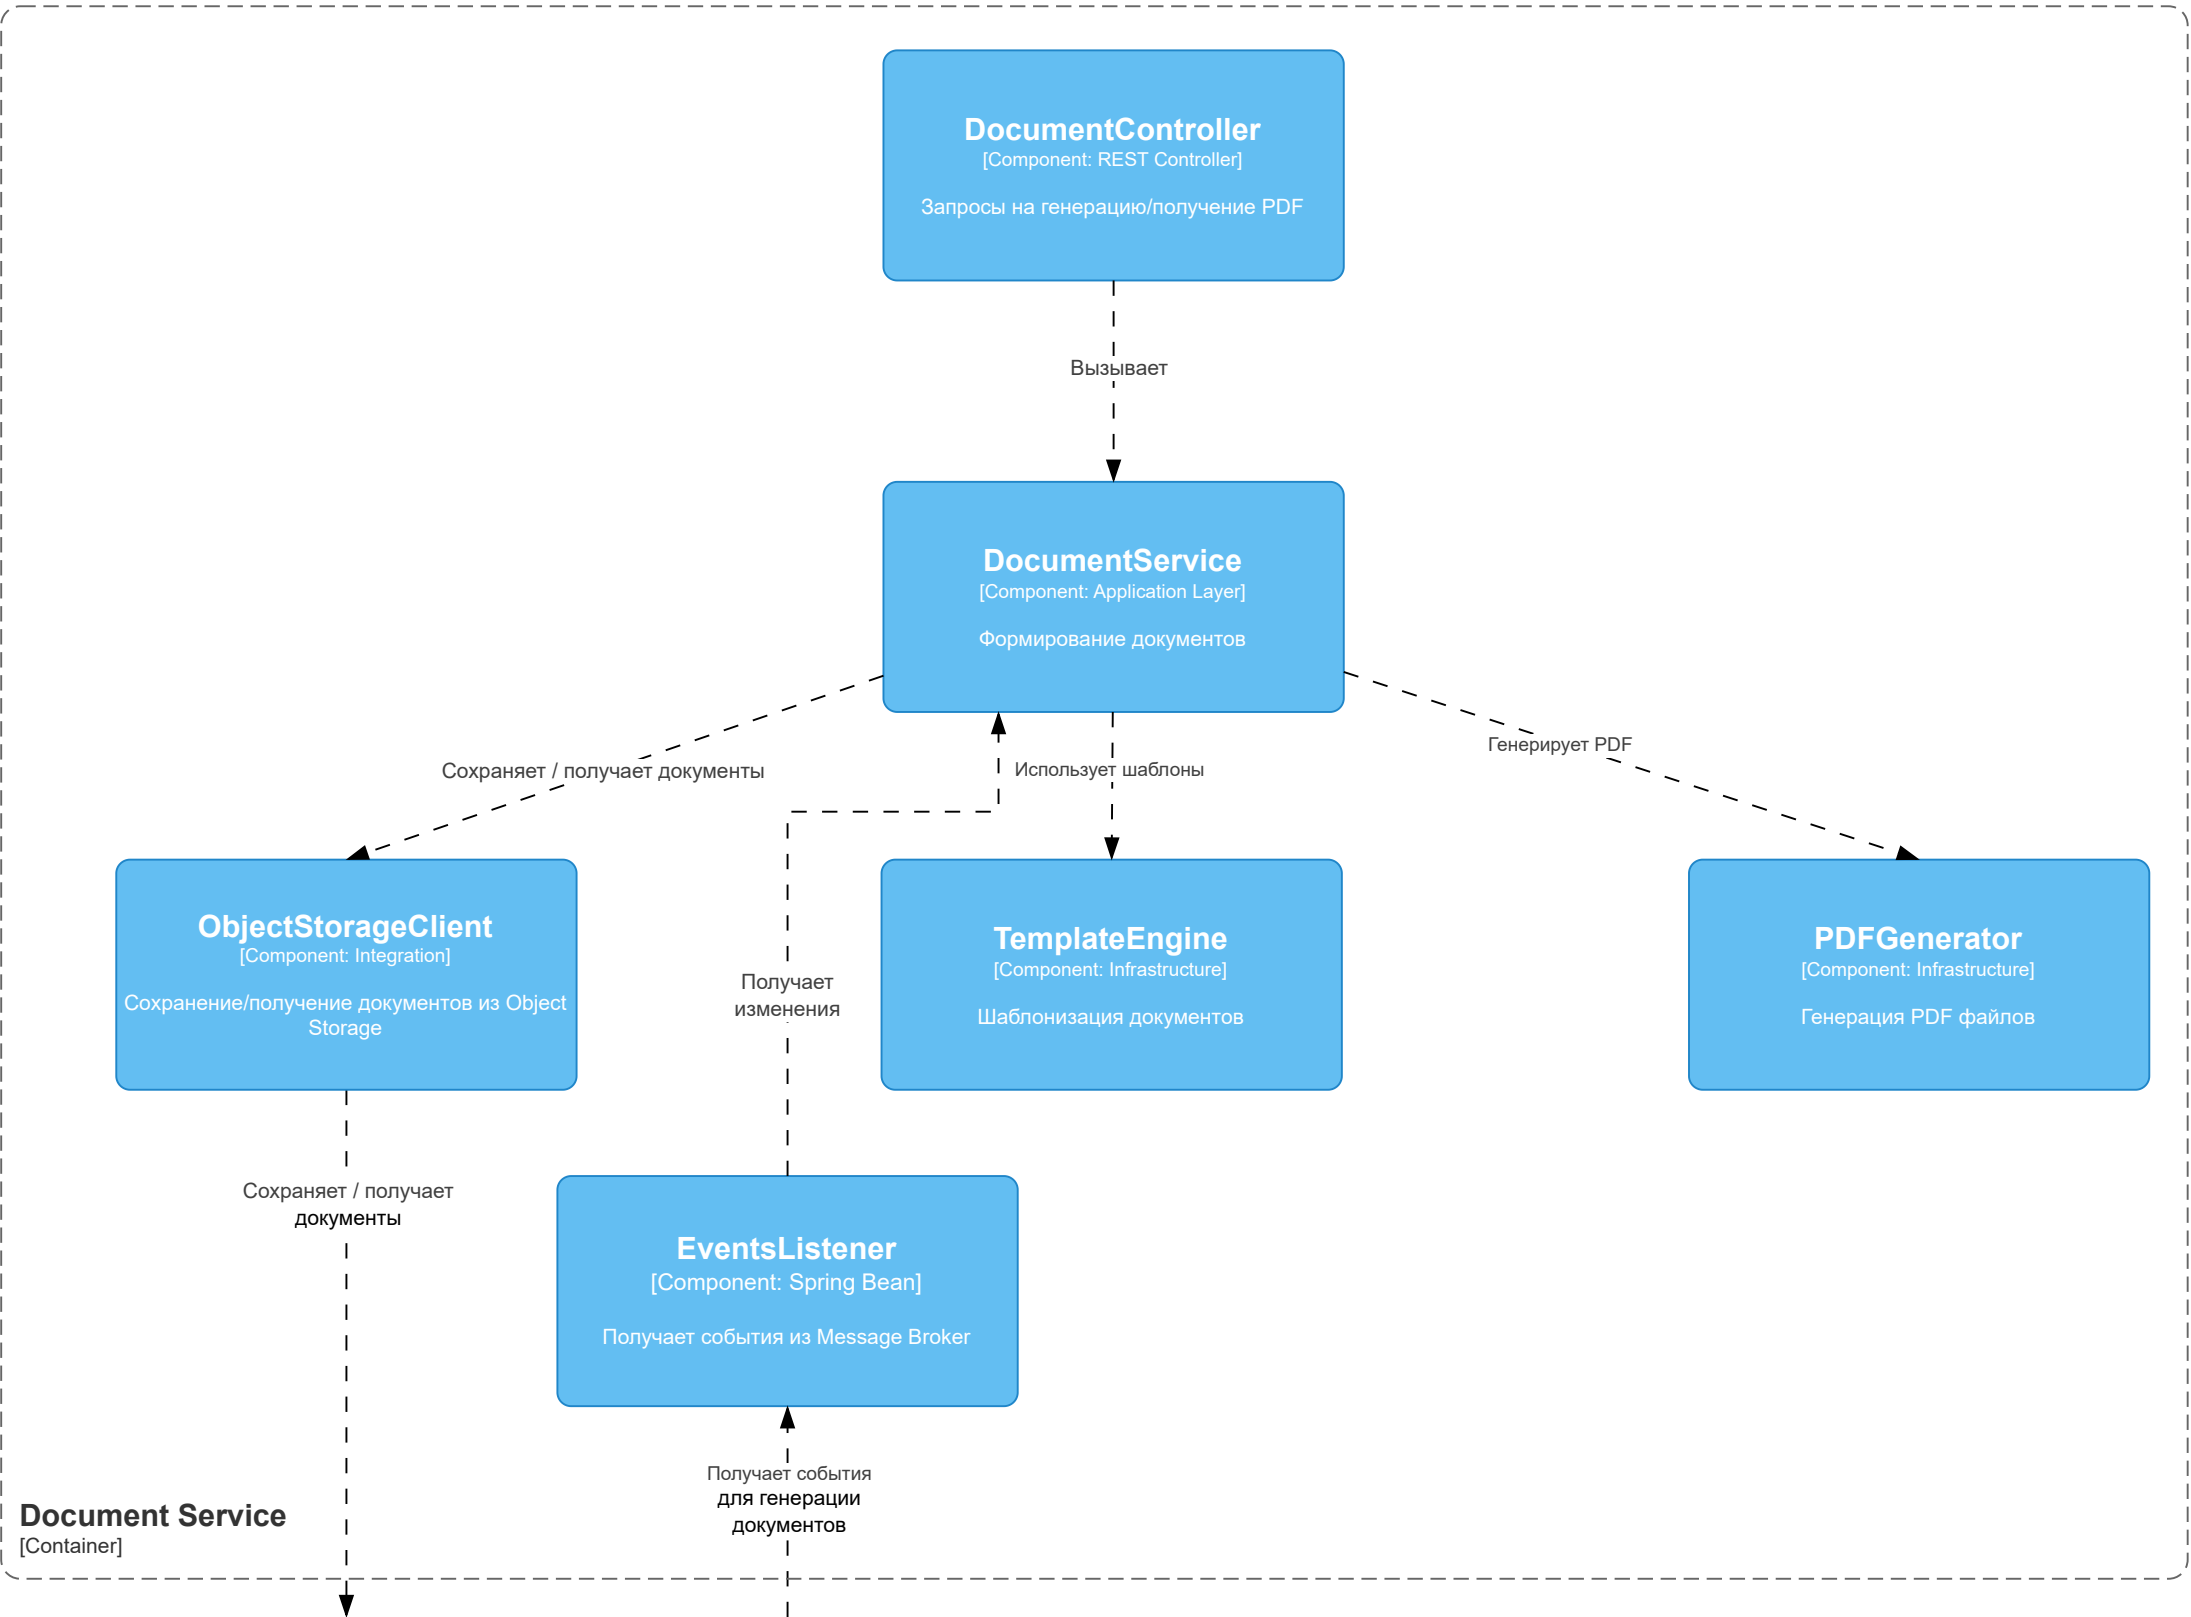 DocumentController
[Component: REST Controller]
Запросы на генерацию/получение PDF
Вызывает
DocumentService
[Component: Application Layer]
Формирование документов
Сохраняет / получает документы
Использует шаблоны
Генерирует PDF
ObjectStorageClient
[Component: Integration]
Сохранение/получение документов из Object
Storage
Получает
изменения
TemplateEngine
[Component: Infrastructure]
Шаблонизация документов
PDFGenerator
[Component: Infrastructure]
Генерация PDF файлов
Сохраняет / получает
документы
EventsListener
[Component: Spring Bean]
Получает события из Message Broker
Получает события
для генерации
документов
Document Service
[Container]